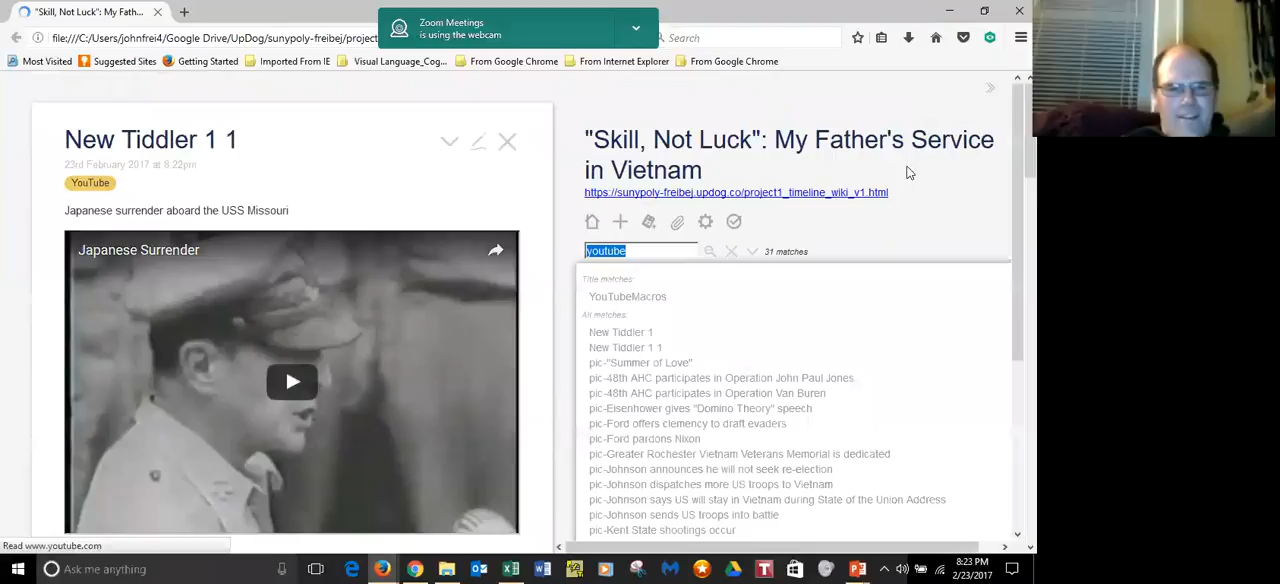 "Skill, Not Luck": My Fath...
Zoom Meetings
is using the webcam
file:///C:/Users/johnfrei4/Google Drive/UpDog/sunypoly-freibej/project
Search
Most Visited
Suggested Sites
Getting Started
Imported From IE
Visual_Language_Cog...
From Google Chrome
From Internet Explorer
From Google Chrome
New Tiddler 1 1
23rd February 2017 at 8:22pm
YouTube
Japanese surrender aboard the USS Missouri
Japanese Surrender
Read www.youtube.com
"Skill, Not Luck": My Father's Service
in Vietnam
https://sunypoly-freibej.updog.co/project1_timeline_wiki_v1.html
youtube
31 matches
Title matches:
YouTubeMacros
All matches:
New Tiddler 1
New Tiddler 1 1
pic-"Summer of Love"
pic-48th AHC participates in Operation John Paul Jones
pic-48th AHC participates in Operation Van Buren
pic-Eisenhower gives "Domino Theory" speech
pic-Ford offers clemency to draft evaders
pic-Ford pardons Nixon
pic-Greater Rochester Vietnam Veterans Memorial is dedicated
pic-Johnson announces he will not seek re-election
pic-Johnson dispatches more US troops to Vietnam
pic-Johnson says US will stay in Vietnam during State of the Union Address
pic-Johnson sends US troops into battle
pic-Kent State shootings occur
Ask me anything
8:23 PM
2/23/2017